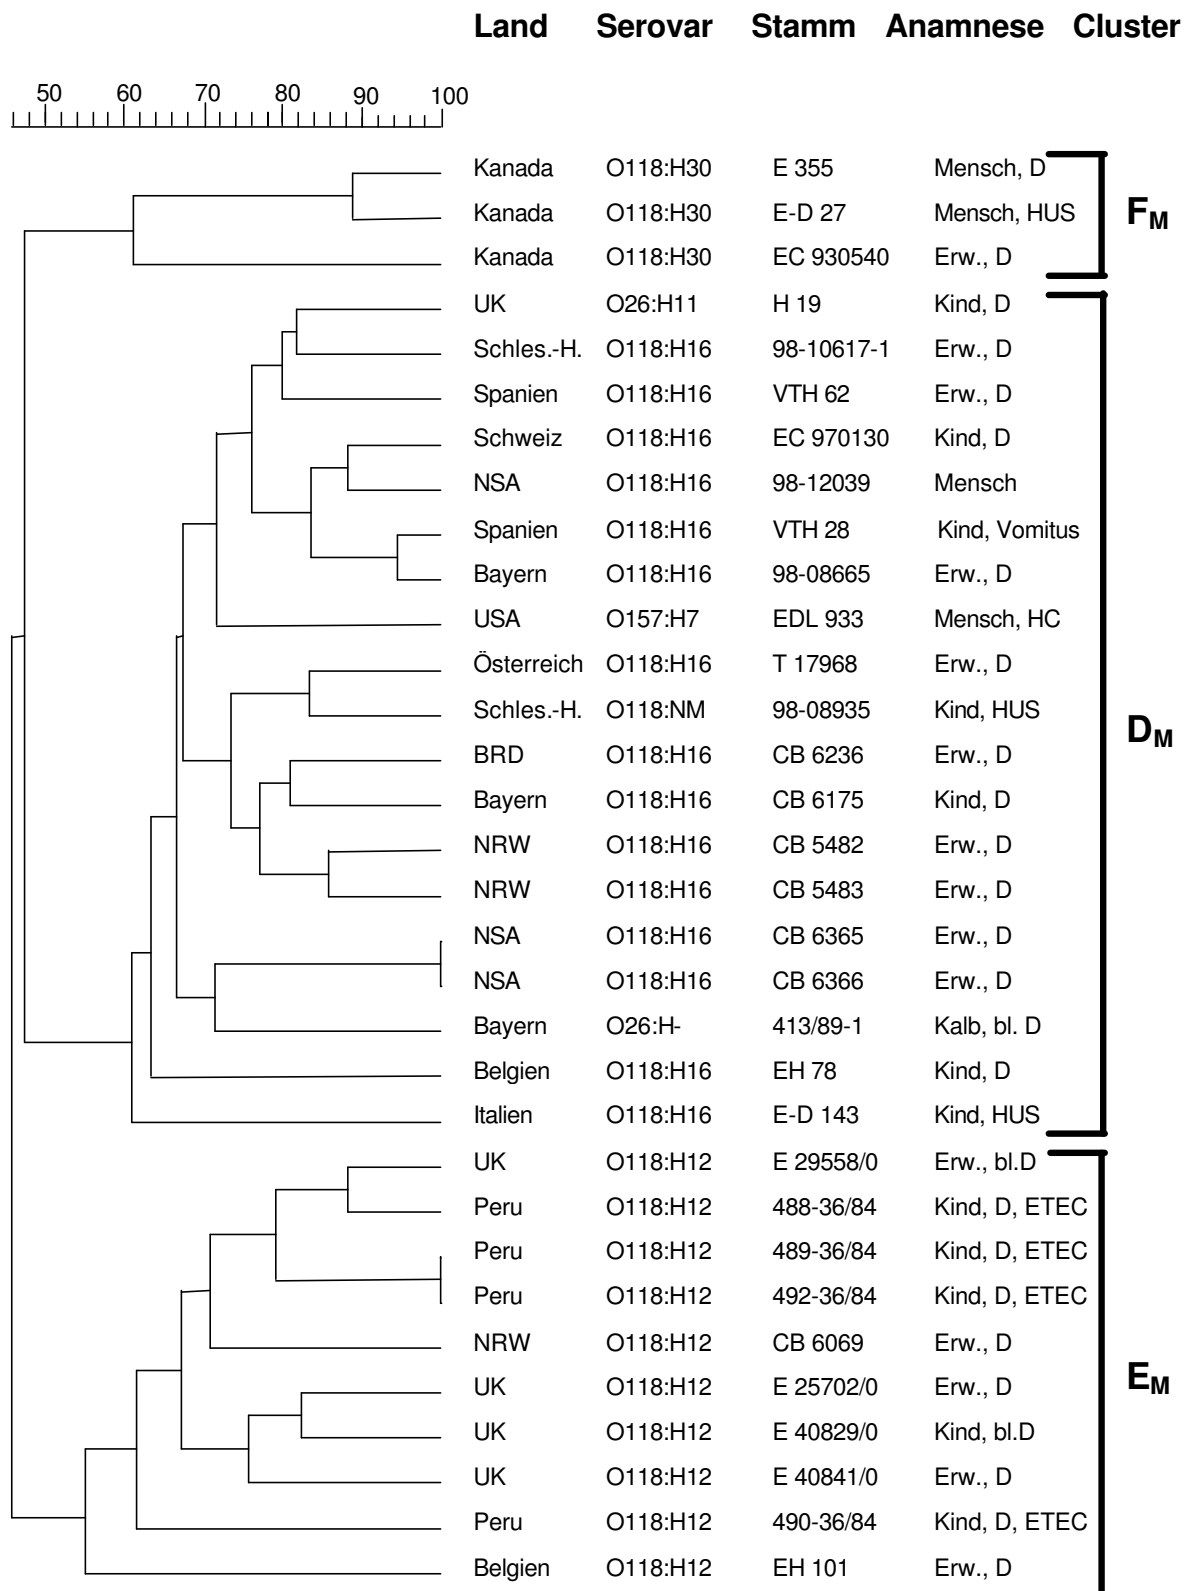 Land Serovar Stamm Anamnese Cluster
50 60 70 80 90 100
Kanada O118:H30 E 355 Mensch, D
Kanada O118:H30 E-D 27 Mensch, HUS
F_M
Kanada O118:H30 EC 930540 Erw., D
UK O26:H11 H 19 Kind, D
Schles.-H. O118:H16 98-10617-1 Erw., D
Spanien O118:H16 VTH 62 Erw., D
Schweiz O118:H16 EC 970130 Kind, D
NSA O118:H16 98-12039 Mensch
Spanien O118:H16 VTH 28 Kind, Vomitus
Bayern O118:H16 98-08665 Erw., D
USA O157:H7 EDL 933 Mensch, HC
Österreich O118:H16 T 17968 Erw., D
Schles.-H. O118:NM 98-08935 Kind, HUS
D_M
BRD O118:H16 CB 6236 Erw., D
Bayern O118:H16 CB 6175 Kind, D
NRW O118:H16 CB 5482 Erw., D
NRW O118:H16 CB 5483 Erw., D
NSA O118:H16 CB 6365 Erw., D
NSA O118:H16 CB 6366 Erw., D
Bayern O26:H- 413/89-1 Kalb, bl. D
Belgien O118:H16 EH 78 Kind, D
Italien O118:H16 E-D 143 Kind, HUS
UK O118:H12 E 29558/0 Erw., bl.D
Peru O118:H12 488-36/84 Kind, D, ETEC
Peru O118:H12 489-36/84 Kind, D, ETEC
Peru O118:H12 492-36/84 Kind, D, ETEC
NRW O118:H12 CB 6069 Erw., D
E_M
UK O118:H12 E 25702/0 Erw., D
UK O118:H12 E 40829/0 Kind, bl.D
UK O118:H12 E 40841/0 Erw., D
Peru O118:H12 490-36/84 Kind, D, ETEC
Belgien O118:H12 EH 101 Erw., D